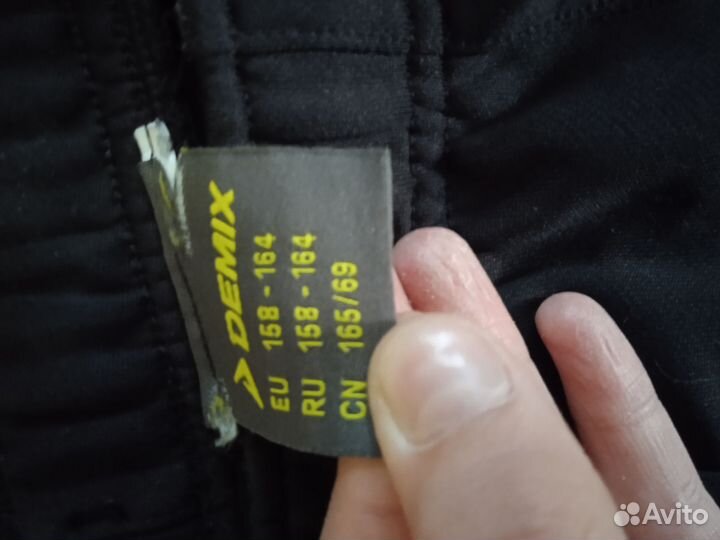 DEMIX
EU 158-164
RU 158-164
CN 165/69
Avito